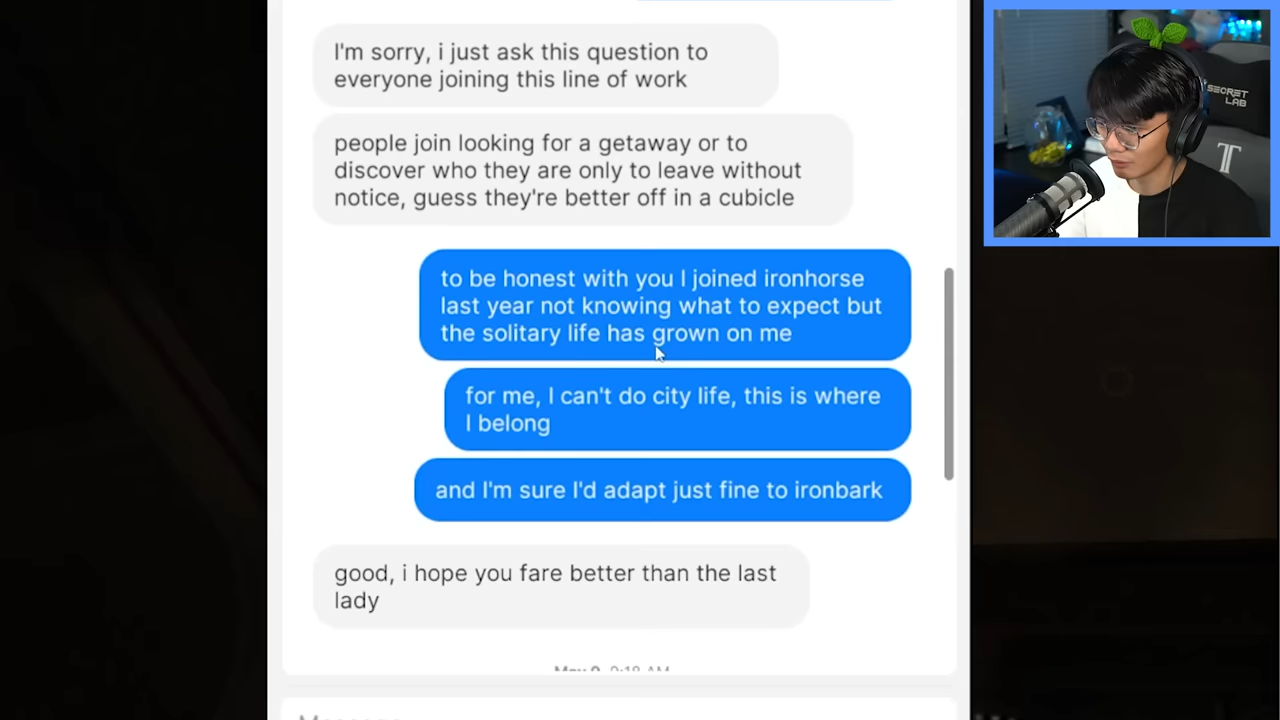 I'm sorry, i just ask this question to
everyone joining this line of work
people join looking for a getaway or to
discover who they are only to leave without
notice, guess they're better off in a cubicle
to be honest with you I joined ironhorse
last year not knowing what to expect but
the solitary life has grown on me
for me, I can't do city life, this is where
I belong
and I'm sure I'd adapt just fine to ironbark
good, i hope you fare better than the last
lady
SECRET
LAB